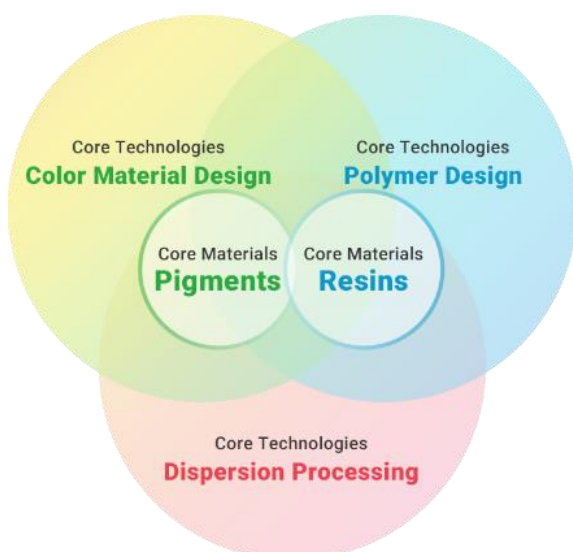 Core Technologies
Color Material Design
Core Technologies
Polymer Design
Core Materials
Pigments
Core Materials
Resins
Core Technologies
Dispersion Processing